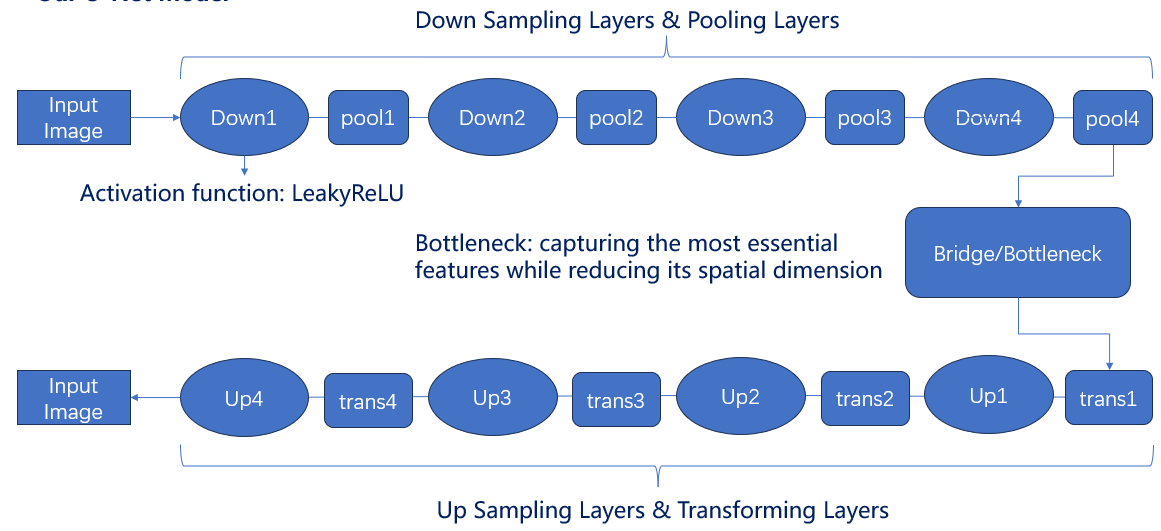 Down Sampling Layers & Pooling Layers
Input
Image
Down1
pool1
Down2
pool2
Down3
pool3
Down4
pool4
Activation function: LeakyReLU
Bottleneck: capturing the most essential
features while reducing its spatial dimension
Bridge/Bottleneck
Input
Image
Up4
trans4
Up3
trans3
Up2
trans2
Up1
trans1
Up Sampling Layers & Transforming Layers